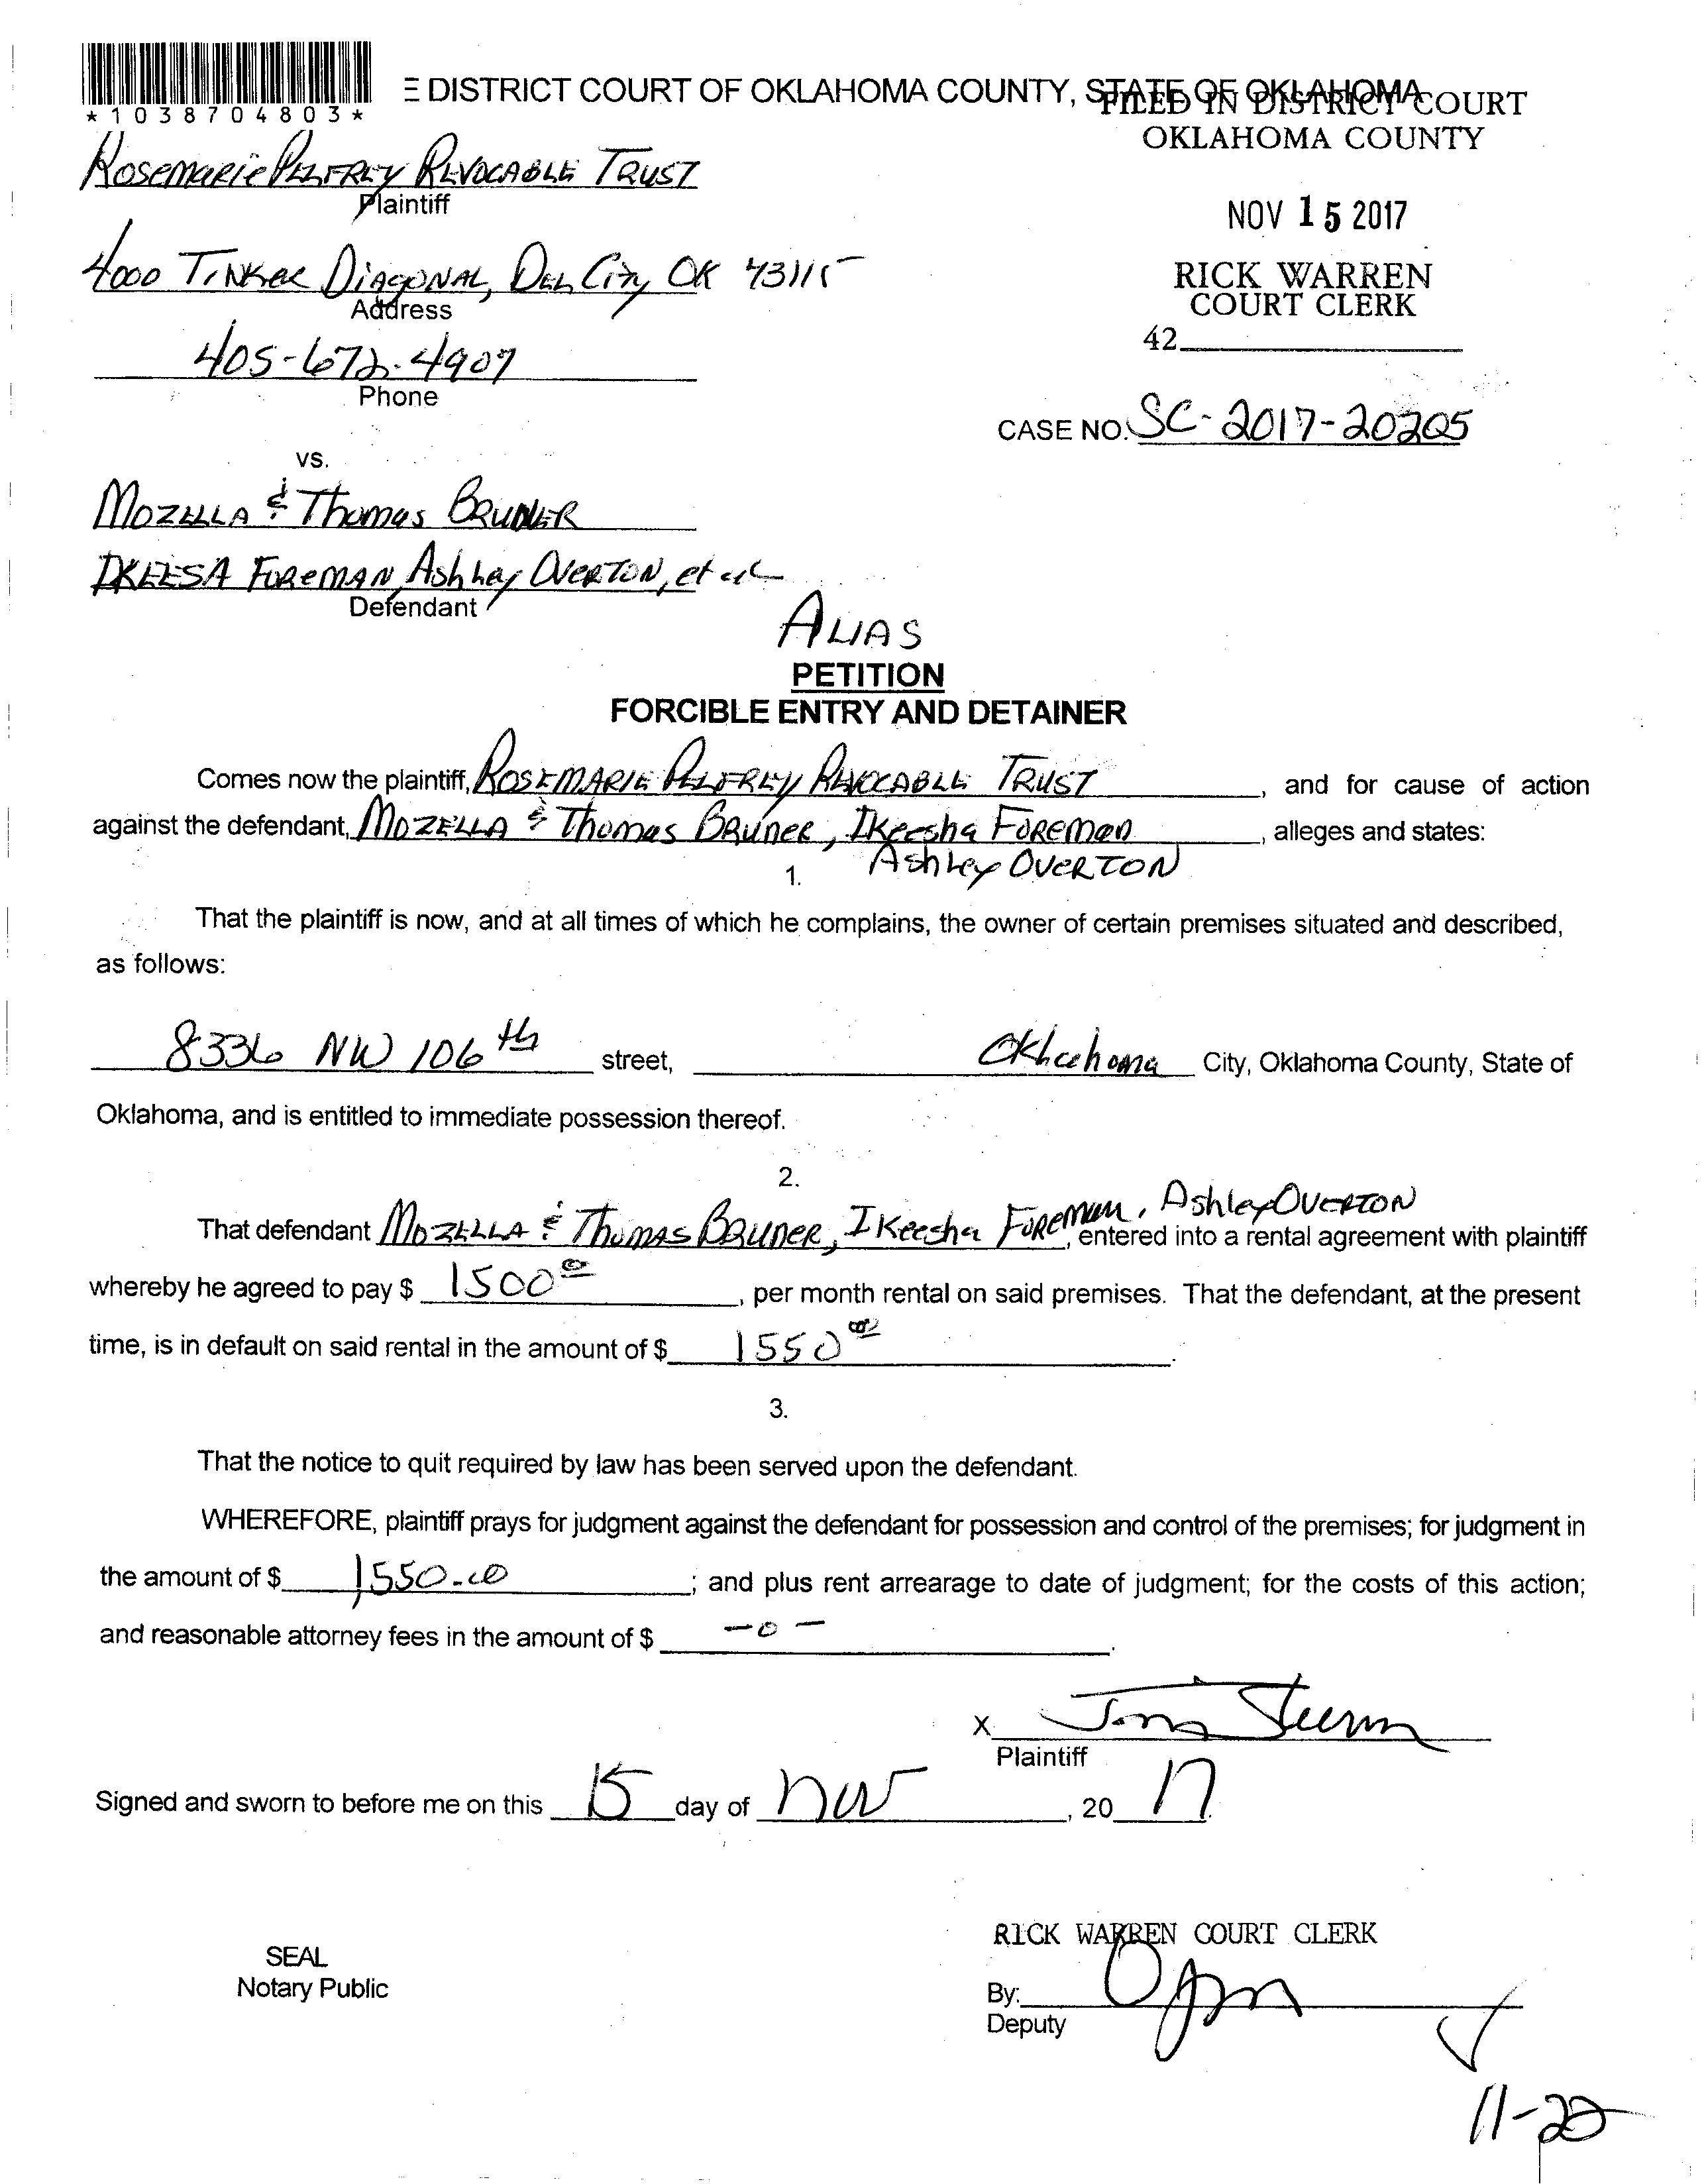 E DISTRICT COURT OF OKLAHOMA COUNTY, STATE OF OKLAHOMA
*1038704803*
FILED IN DISTRICT COURT
OKLAHOMA COUNTY
Rosemarie Pelfrey Revocable Trust
Plaintiff
NOV 15 2017
4000 Tinker Diagonal, Del City OK 73115
Address
RICK WARREN
COURT CLERK
405-672-4907
Phone
42
CASE NO. SC-2017-20205
vs.
Mozella & Thomas Bruner
IKEESA Foreman, Ashley Overton, et al
Defendant
ALIAS
PETITION
FORCIBLE ENTRY AND DETAINER
Comes now the plaintiff, Rosemarie Pelfrey Revocable Trust, and for cause of action
against the defendant, Mozella & Thomas Bruner, Ikeesha Foreman, alleges and states:
Ashley Overton
1.
That the plaintiff is now, and at all times of which he complains, the owner of certain premises situated and described,
as follows:
8336 NW 106th street, Oklahoma City, Oklahoma County, State of
Oklahoma, and is entitled to immediate possession thereof.
2.
That defendant Mozella & Thomas Bruner, Ikeesha Foreman, Ashley Overton, entered into a rental agreement with plaintiff
whereby he agreed to pay $ 1500 00, per month rental on said premises. That the defendant, at the present
time, is in default on said rental in the amount of $ 1550 00.
3.
That the notice to quit required by law has been served upon the defendant.
WHEREFORE, plaintiff prays for judgment against the defendant for possession and control of the premises; for judgment in
the amount of $ 1550.00; and plus rent arrearage to date of judgment; for the costs of this action;
and reasonable attorney fees in the amount of $ -0-.
X
Plaintiff
Signed and sworn to before me on this 15 day of nov, 20 17.
SEAL
Notary Public
RICK WARREN COURT CLERK
By:
Deputy
11-22